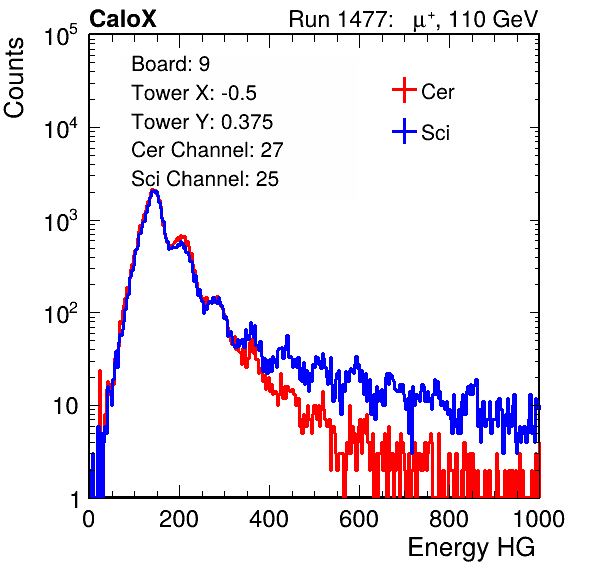 CaloX Run 1477: μ⁺, 110 GeV
Counts
10⁵
10⁴
10³
10²
10
1
Board: 9
Tower X: -0.5
Tower Y: 0.375
Cer Channel: 27
Sci Channel: 25
Cer
Sci
0 200 400 600 800 1000
Energy HG